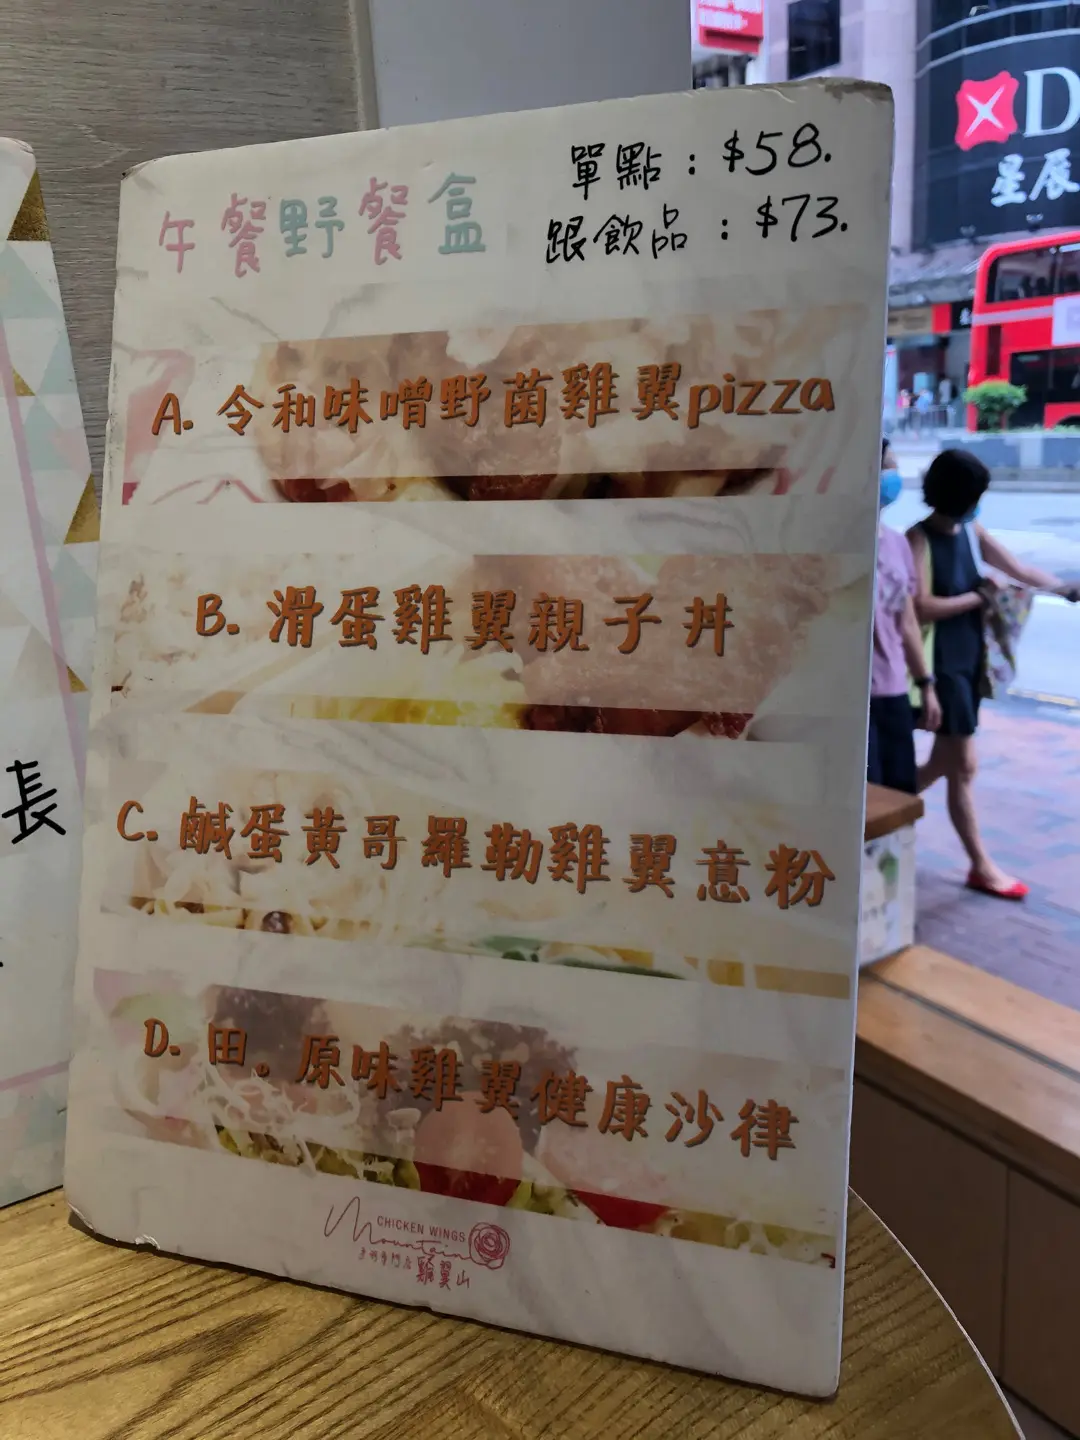 午餐野餐盒
單點：$58.
跟飲品：$73.
A. 令和味噌野菌雞翼pizza
B. 滑蛋雞翼親子丼
C. 鹹蛋黃哥羅勒雞翼意粉
D. 田。原味雞翼健康沙律
CHICKEN WINGS
Mountain
雞翼山
長
D
星辰